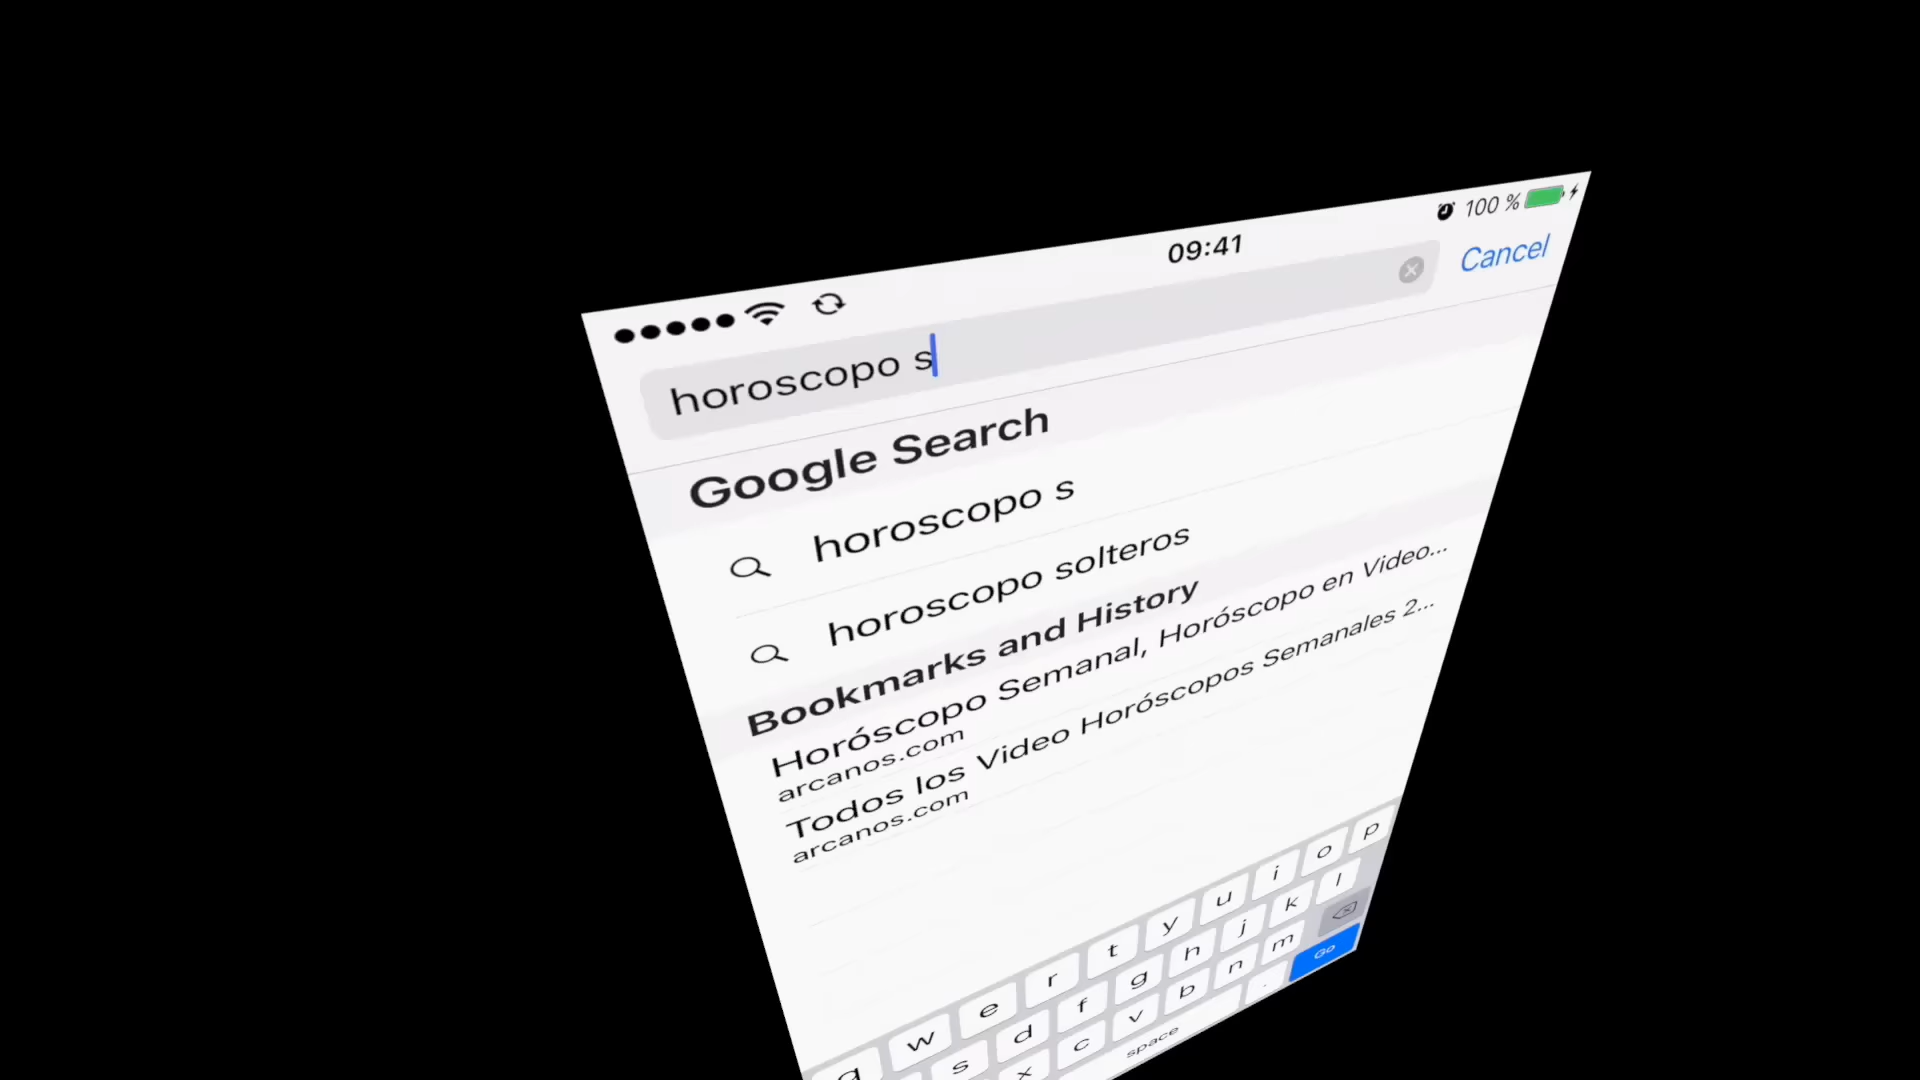 09:41
100 %
horoscopo s
Cancel
Google Search
horoscopo s
horoscopo solteros
Bookmarks and History
Horóscopo Semanal, Horóscopo en Video...
arcanos.com
Todos los Video Horóscopos Semanales 2...
arcanos.com
q w e r t y u i o p
s d f g h j k l
x c v b n m
space . Go